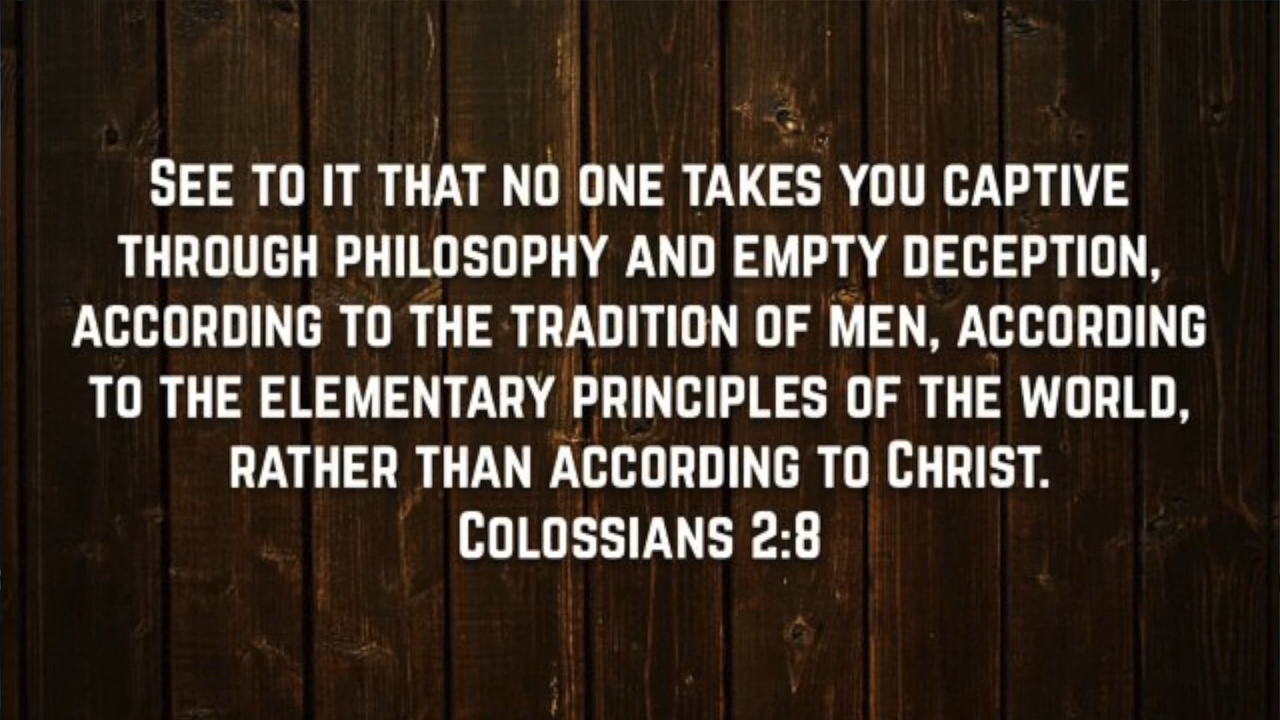 See to it that no one takes you captive
through philosophy and empty deception,
according to the tradition of men, according
to the elementary principles of the world,
rather than according to Christ.
Colossians 2:8